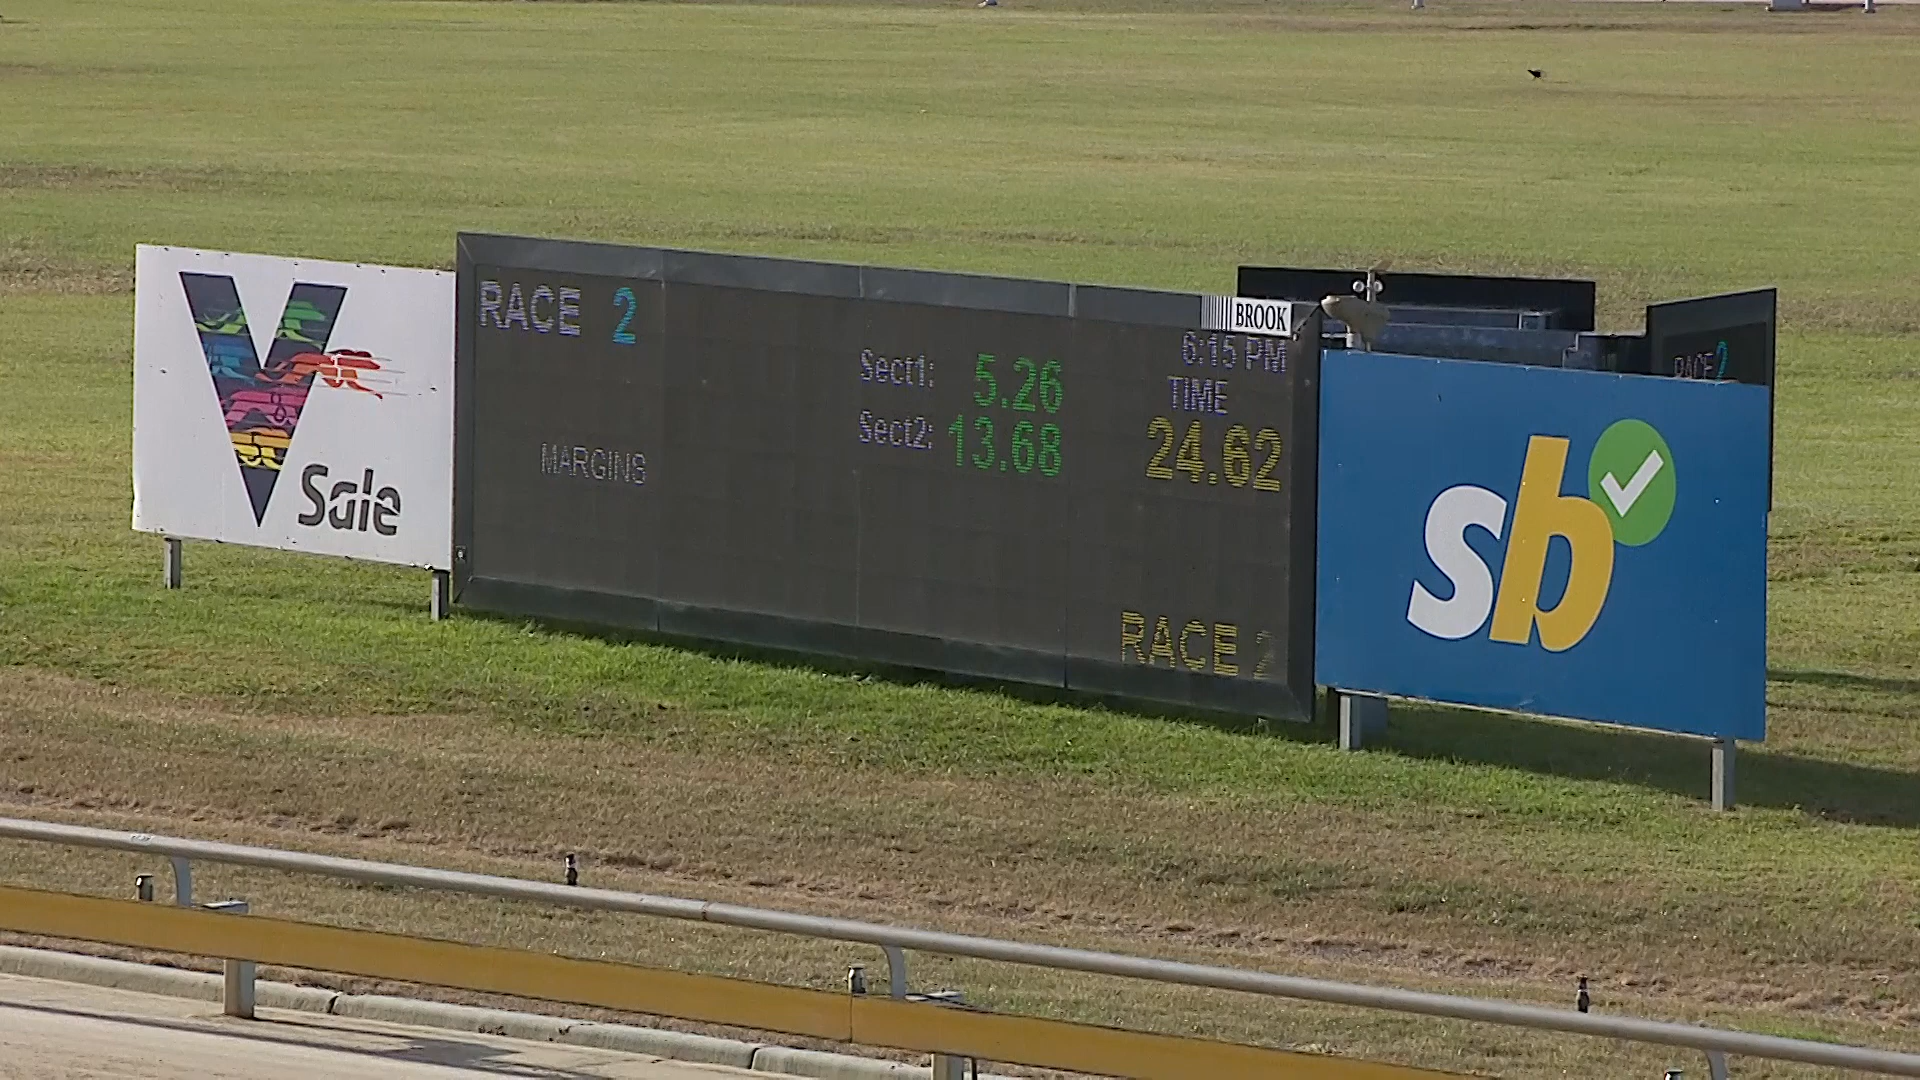 V
Sale
RACE 2
BROOK
6:15 PM
Sect1: 5.26
TIME
Sect2: 13.68
24.62
MARGINS
RACE 2
RACE 2
sb